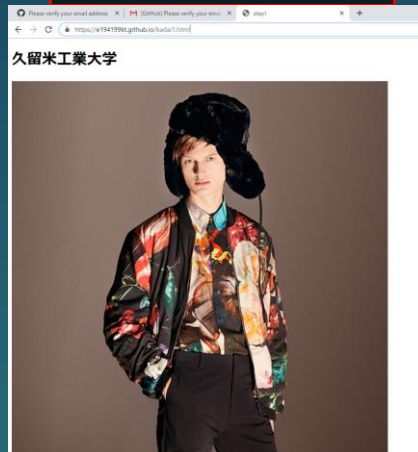 Please verify your email address. M [GitHub] Please verify your ema step1
https://e194199kt.github.io/kadai1.html
久留米工業大学